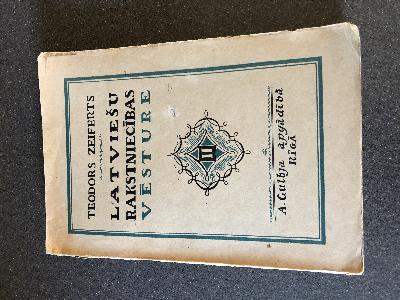 TEODORS ZEIFERTS
LATVIEŠU
RAKSTNIECĪBAS
VĒSTURE
III
A. Gulbja apgādībā
RĪGĀ